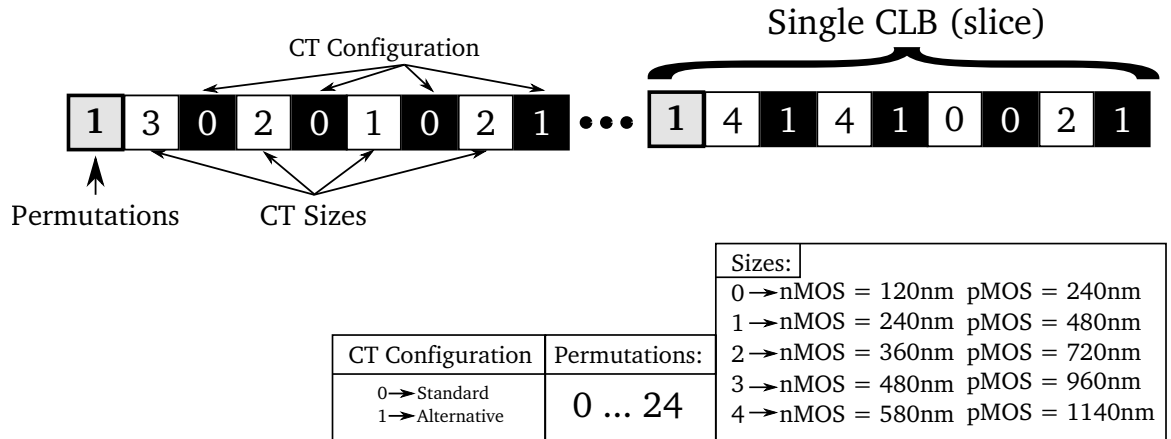 Single CLB (slice)
CT Configuration
1 3 0 2 0 1 0 2 1 ••• 1 4 1 4 1 0 0 2 1
Permutations CT Sizes
Sizes:
0→nMOS = 120nm pMOS = 240nm
1→nMOS = 240nm pMOS = 480nm
2→nMOS = 360nm pMOS = 720nm
3→nMOS = 480nm pMOS = 960nm
4→nMOS = 580nm pMOS = 1140nm
CT Configuration Permutations:
0→Standard
1→Alternative
0 ... 24